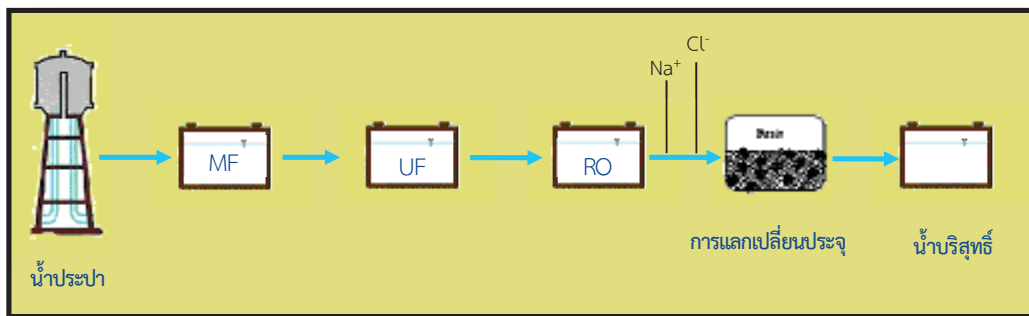 Cl⁻
Na⁺
Resin
MF
UF
RO
การแลกเปลี่ยนประจุ
น้ำบริสุทธิ์
น้ำประปา